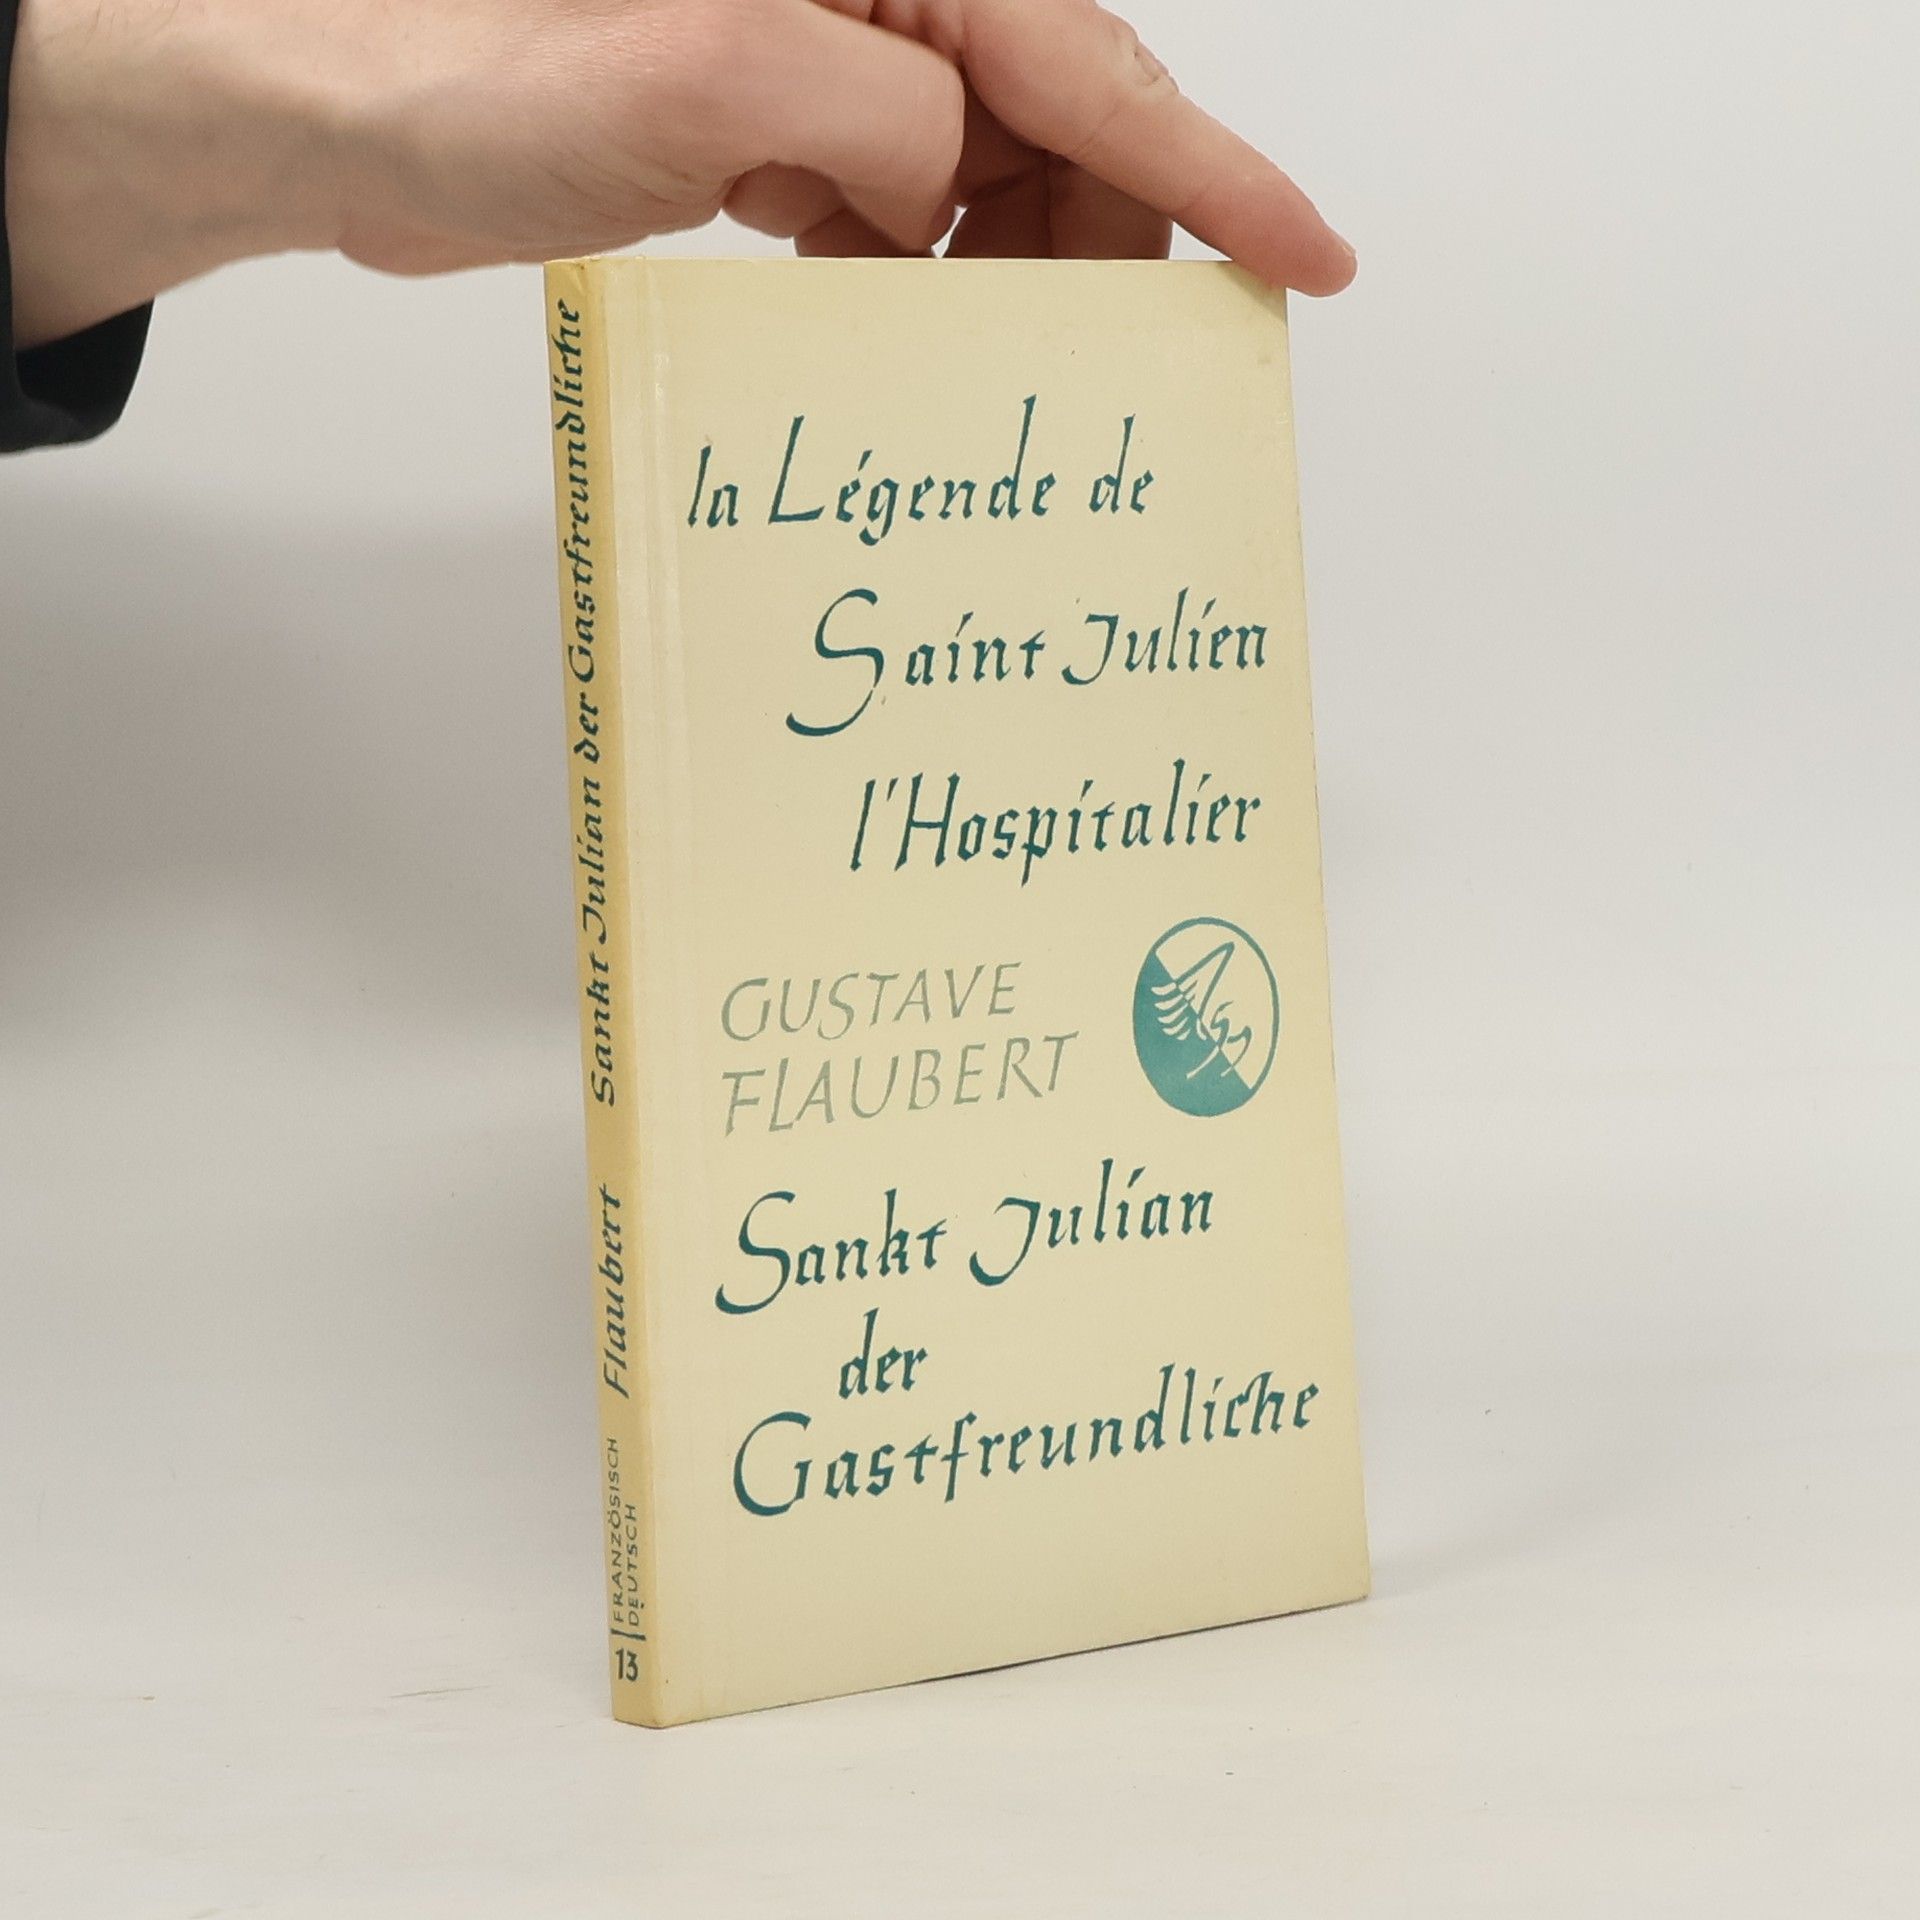 la Légende de
Saint Julien
l'Hospitalier
GUSTAVE
FLAUBERT
Sankt Julian
der
Gastfreundliche
13 FRANZÖSISCH
DEUTSCH
Flaubert Sankt Julian der Gastfreundliche